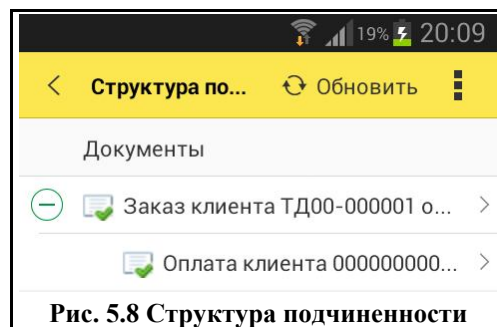 19% 20:09
Структура по... Обновить
Документы
Заказ клиента ТД00-000001 о...
Оплата клиента 000000000...
Рис. 5.8 Структура подчиненности